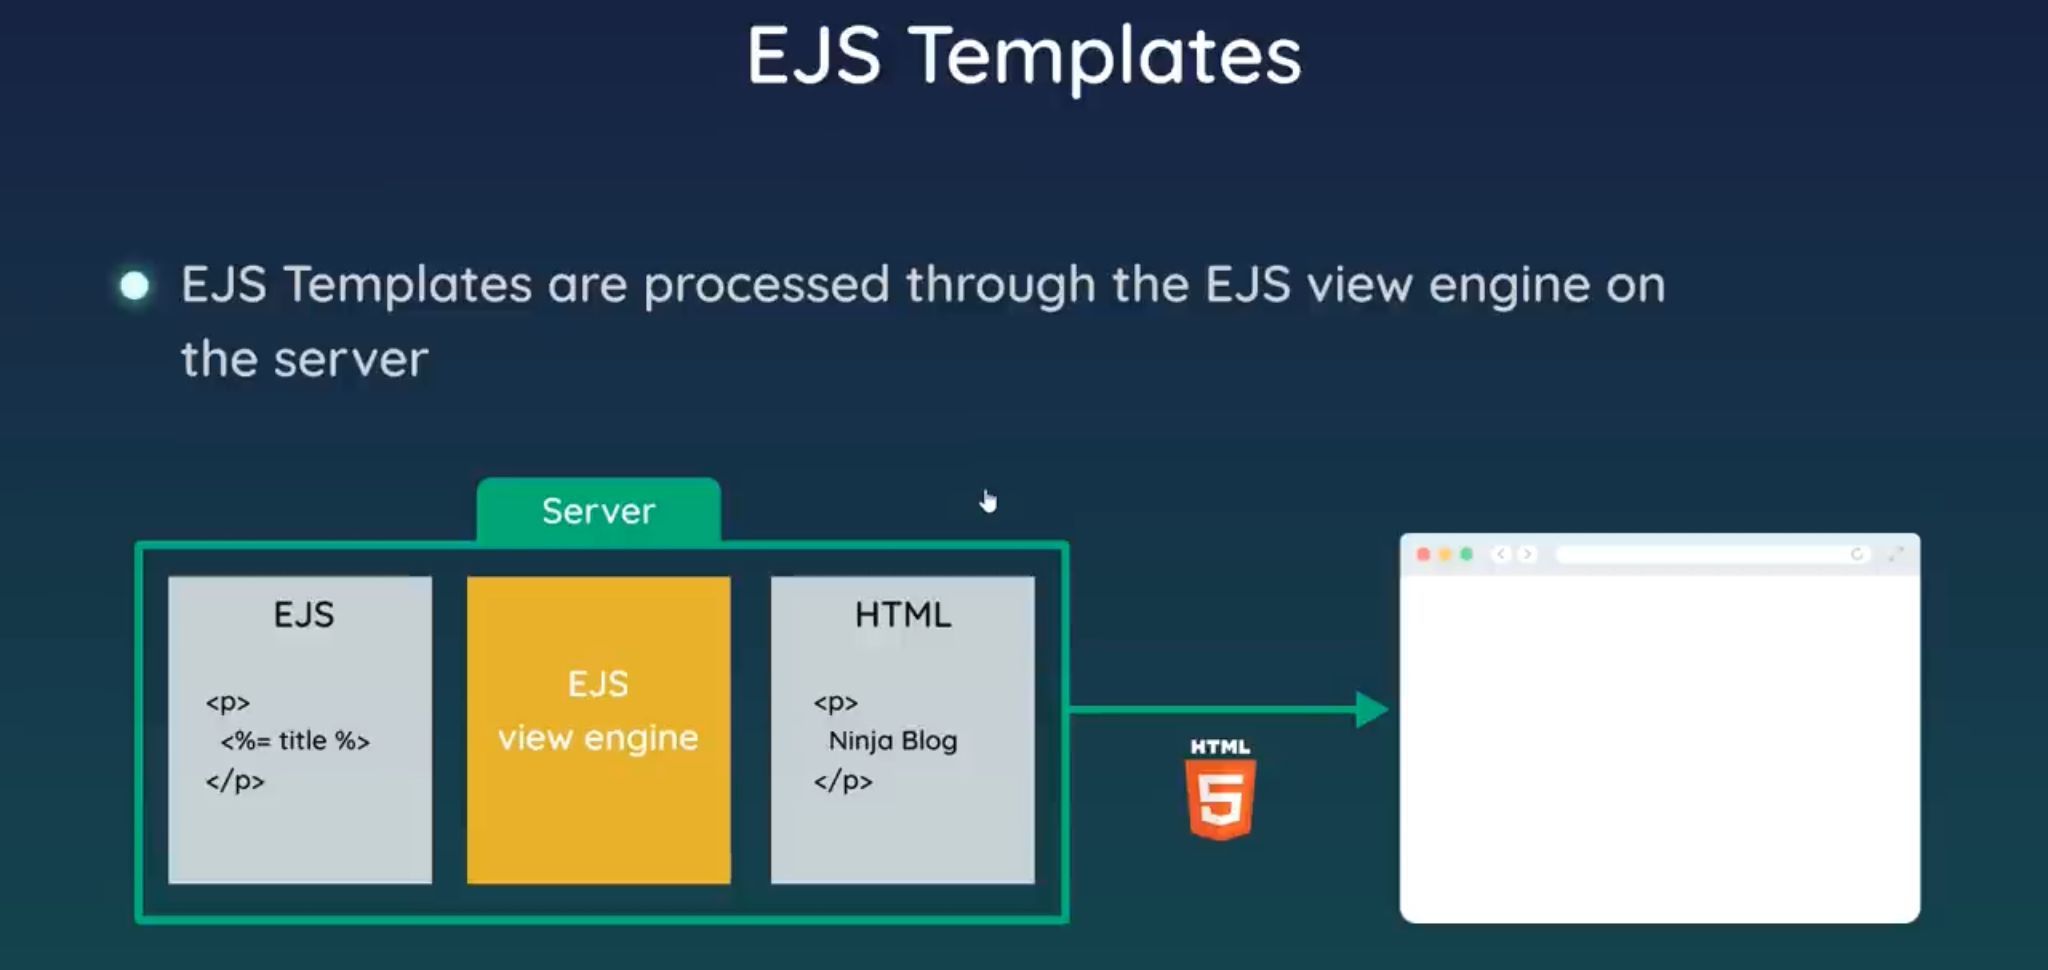 EJS Templates
EJS Templates are processed through the EJS view engine on
the server
Server
EJS
<p>
<%= title %>
</p>
EJS
view engine
HTML
<p>
Ninja Blog
</p>
HTML
5